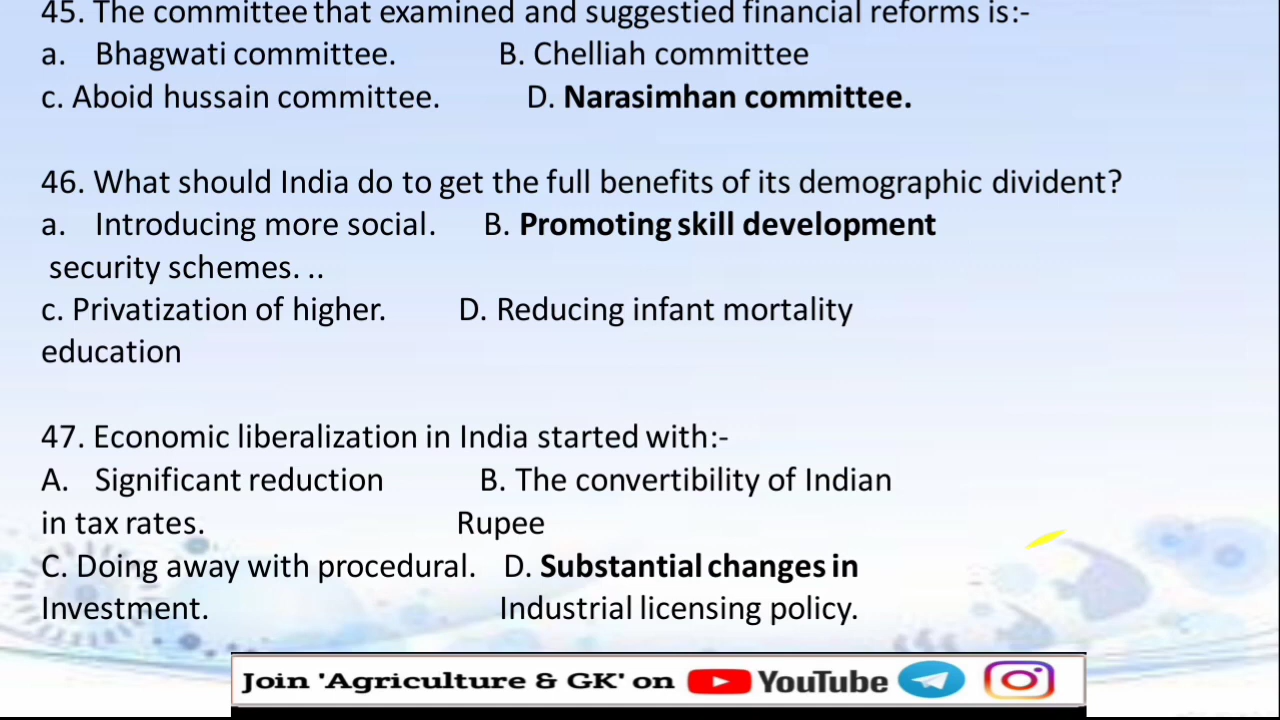 45. The committee that examined and suggestied financial reforms is:-
a. Bhagwati committee. B. Chelliah committee
c. Aboid hussain committee. D. Narasimhan committee.
46. What should India do to get the full benefits of its demographic divident?
a. Introducing more social. B. Promoting skill development
security schemes. ..
c. Privatization of higher. D. Reducing infant mortality
education
47. Economic liberalization in India started with:-
A. Significant reduction B. The convertibility of Indian
in tax rates. Rupee
C. Doing away with procedural. D. Substantial changes in
Investment. Industrial licensing policy.
Join 'Agriculture & GK' on YouTube